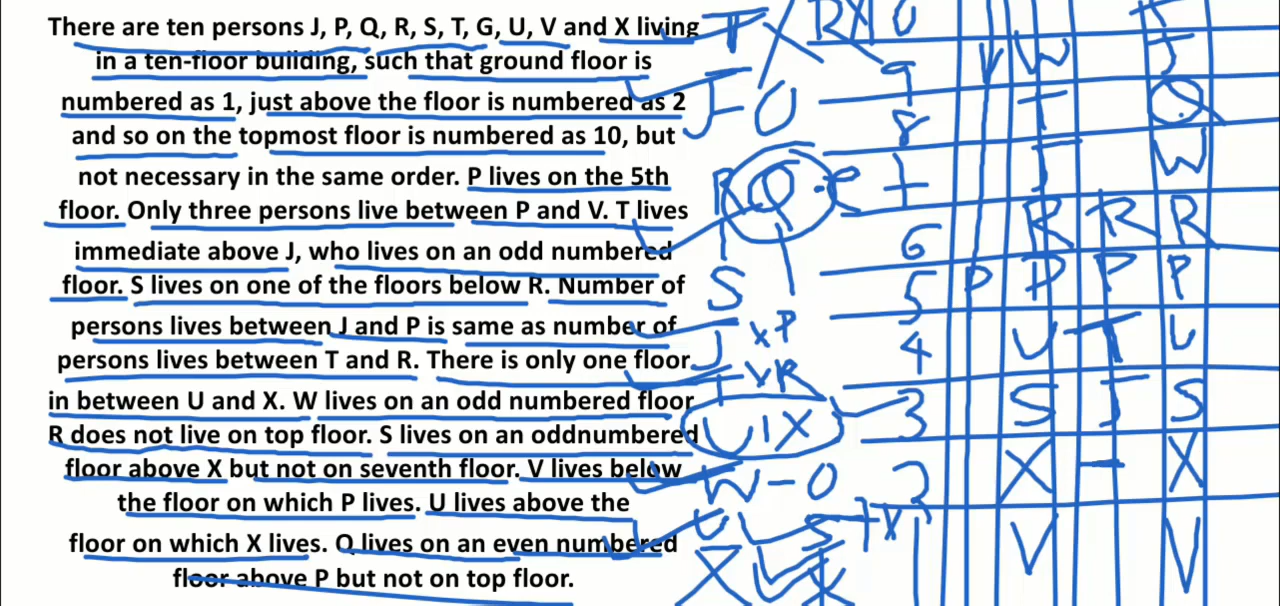 There are ten persons J, P, Q, R, S, T, G, U, V and X living
in a ten-floor building, such that ground floor is
numbered as 1, just above the floor is numbered as 2
and so on the topmost floor is numbered as 10, but
not necessary in the same order. P lives on the 5th
floor. Only three persons live between P and V. T lives
immediate above J, who lives on an odd numbered
floor. S lives on one of the floors below R. Number of
persons lives between J and P is same as number of
persons lives between T and R. There is only one floor
in between U and X. W lives on an odd numbered floor
R does not live on top floor. S lives on an oddnumbered
floor above X but not on seventh floor. V lives below
the floor on which P lives. U lives above the
floor on which X lives. Q lives on an even numbered
floor above P but not on top floor.
9 W J
J-O 8 T Q
7 J W
6 R R R
S 5 P P P P
J x P 4 U T U
T V R 3 S J S
U 1 X 2 X X
W-O V V